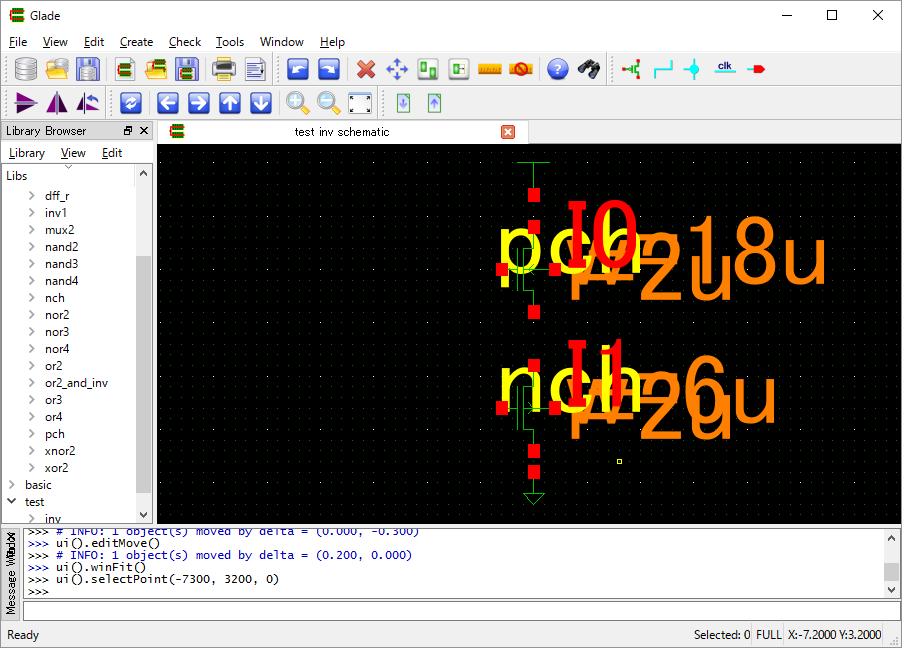 Glade
File View Edit Create Check Tools Window Help
clk
Library Browser
test inv schematic
Library View Edit
Libs
dff_r
inv1
mux2
nand2
nand3
nand4
nch
nor2
nor3
nor4
or2
or2_and_inv
or3
or4
pch
xnor2
xor2
basic
test
inv
I0
pch
w=18u
l=2u
I1
nch
w=6u
l=2u
Message Window
>>> # INFO: 1 object(s) moved by delta = (0.000, -0.300)
>>> ui().editMove()
>>> # INFO: 1 object(s) moved by delta = (0.200, 0.000)
>>> ui().winFit()
>>> ui().selectPoint(-7300, 3200, 0)
>>>
Ready
Selected: 0 FULL X:-7.2000 Y:3.2000